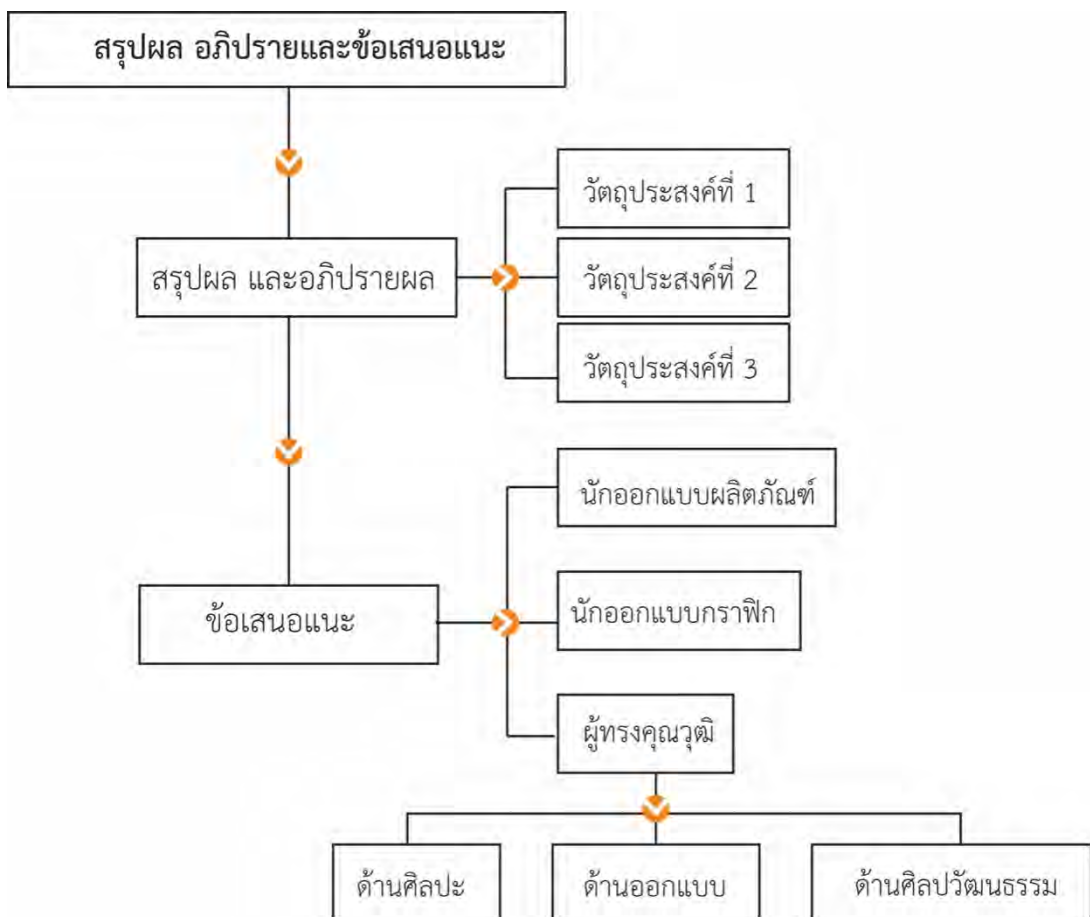 สรุปผล อภิปรายและข้อเสนอแนะ
สรุปผล และอภิปรายผล
วัตถุประสงค์ที่ 1
วัตถุประสงค์ที่ 2
วัตถุประสงค์ที่ 3
ข้อเสนอแนะ
นักออกแบบผลิตภัณฑ์
นักออกแบบกราฟิก
ผู้ทรงคุณวุฒิ
ด้านศิลปะ
ด้านออกแบบ
ด้านศิลปวัฒนธรรม